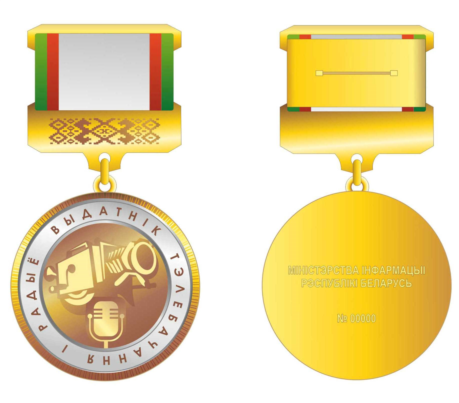 ВЫДАТНІК ТЭЛЕБАЧАННЯ І РАДЫЁ
МІНІСТЭРСТВА ІНФАРМАЦЫІ
РЭСПУБЛІКІ БЕЛАРУСЬ
№ 0000